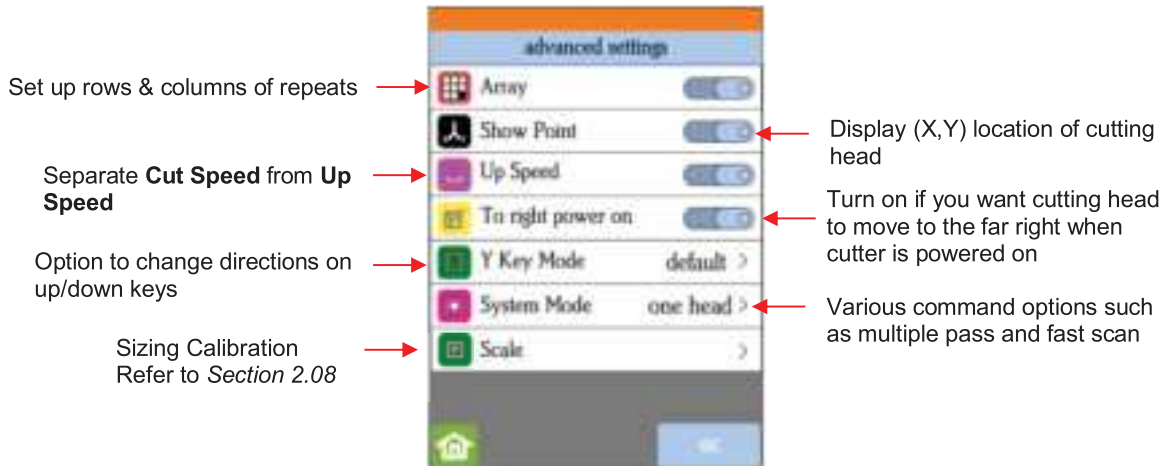 advanced settings
Set up rows & columns of repeats
Array
Show Point
Display (X,Y) location of cutting
head
Separate Cut Speed from Up
Speed
Up Speed
To right power on
Turn on if you want cutting head
to move to the far right when
cutter is powered on
Option to change directions on
up/down keys
Y Key Mode default >
System Mode one head >
Various command options such
as multiple pass and fast scan
Sizing Calibration
Refer to Section 2.08
Scale >